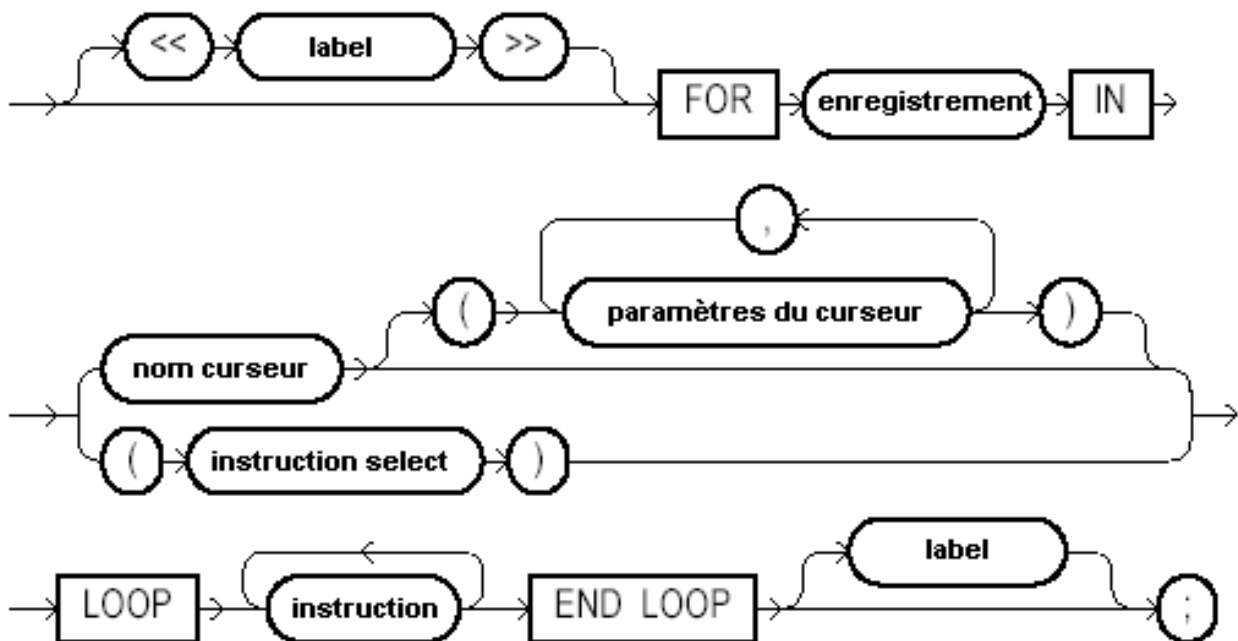 << label >>
FOR enregistrement IN
,
( paramètres du curseur )
nom curseur
( instruction select )
label
LOOP instruction END LOOP ;